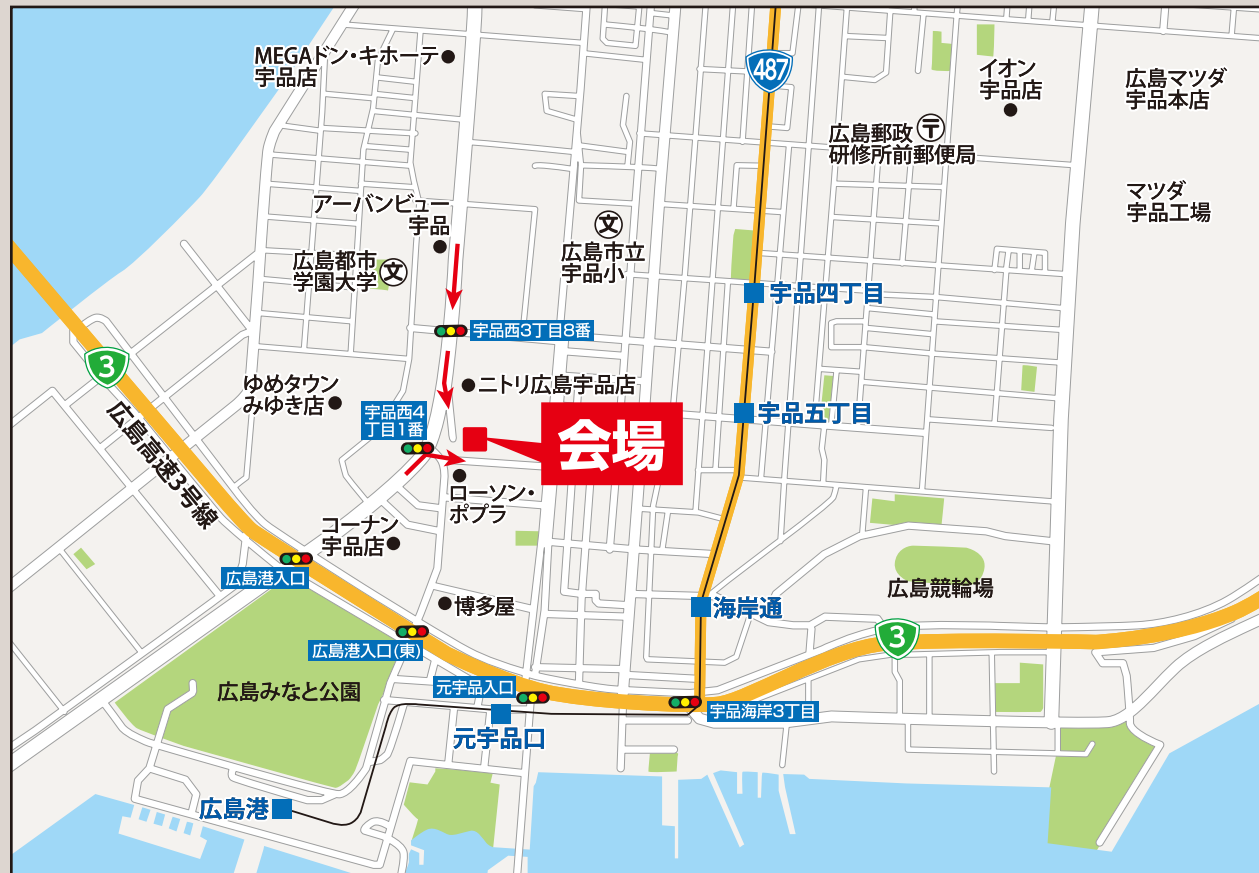 MEGAドン・キホーテ
宇品店
487
イオン
宇品店
広島マツダ
宇品本店
広島郵政
研修所前郵便局
〒
マツダ
宇品工場
アーバンビュー
宇品
文
広島市立
宇品小
広島都市
学園大学
文
宇品四丁目
宇品西3丁目8番
3
ニトリ広島宇品店
ゆめタウン
みゆき店
宇品西4
丁目1番
宇品五丁目
会場
広島高速3号線
ローソン・
ポプラ
コーナン
宇品店
広島港入口
広島競輪場
博多屋
海岸通
3
広島港入口(東)
広島みなと公園
元宇品入口
宇品海岸3丁目
元宇品口
広島港